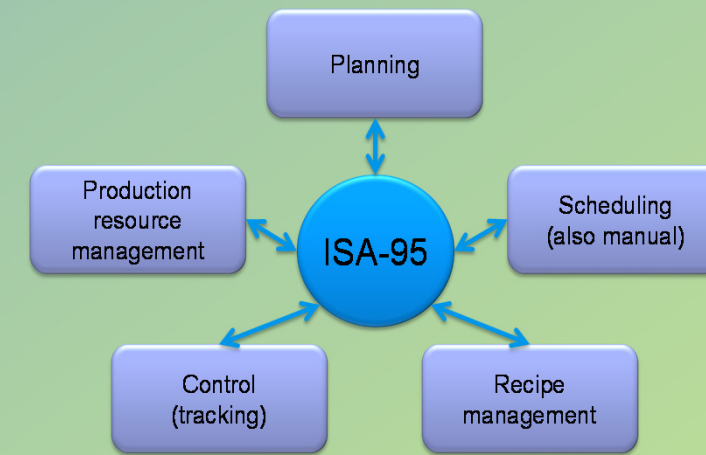 Planning
Production
resource
management
ISA-95
Scheduling
(also manual)
Control
(tracking)
Recipe
management